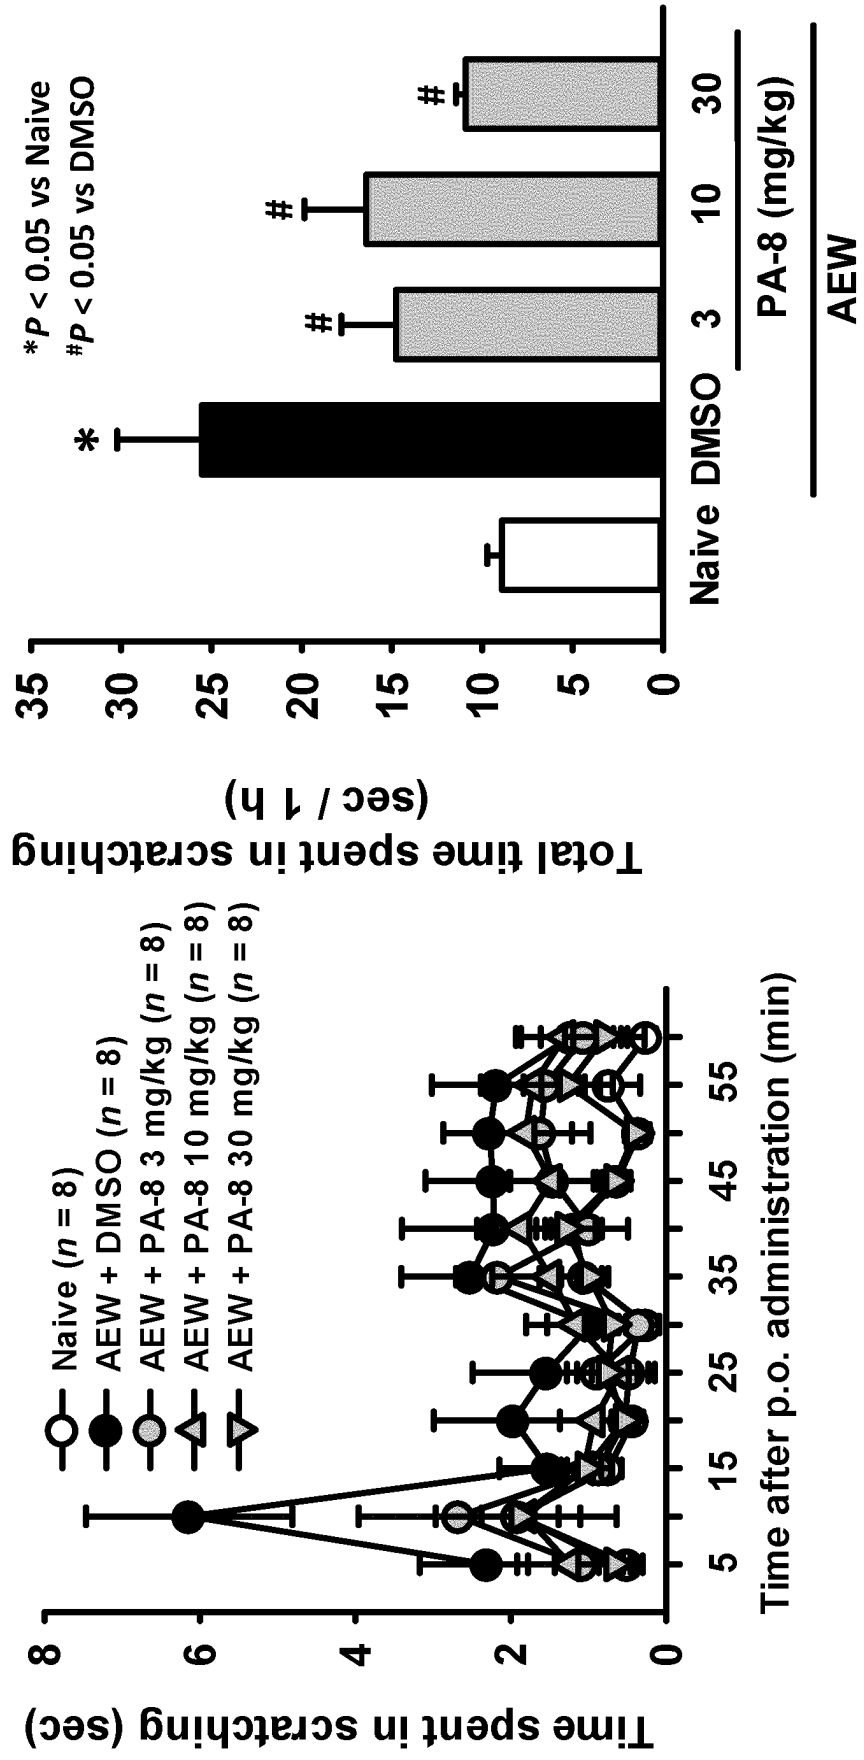 Time spent in scratching (sec)
8
6
4
2
0
5 15 25 35 45 55
Time after p.o. administration (min)
Naive (n = 8)
AEW + DMSO (n = 8)
AEW + PA-8 3 mg/kg (n = 8)
AEW + PA-8 10 mg/kg (n = 8)
AEW + PA-8 30 mg/kg (n = 8)
Total time spent in scratching
(sec / 1 h)
35
30
25
20
15
10
5
0
*P < 0.05 vs Naive
#P < 0.05 vs DMSO
*
#
#
#
Naive DMSO 3 10 30
PA-8 (mg/kg)
AEW